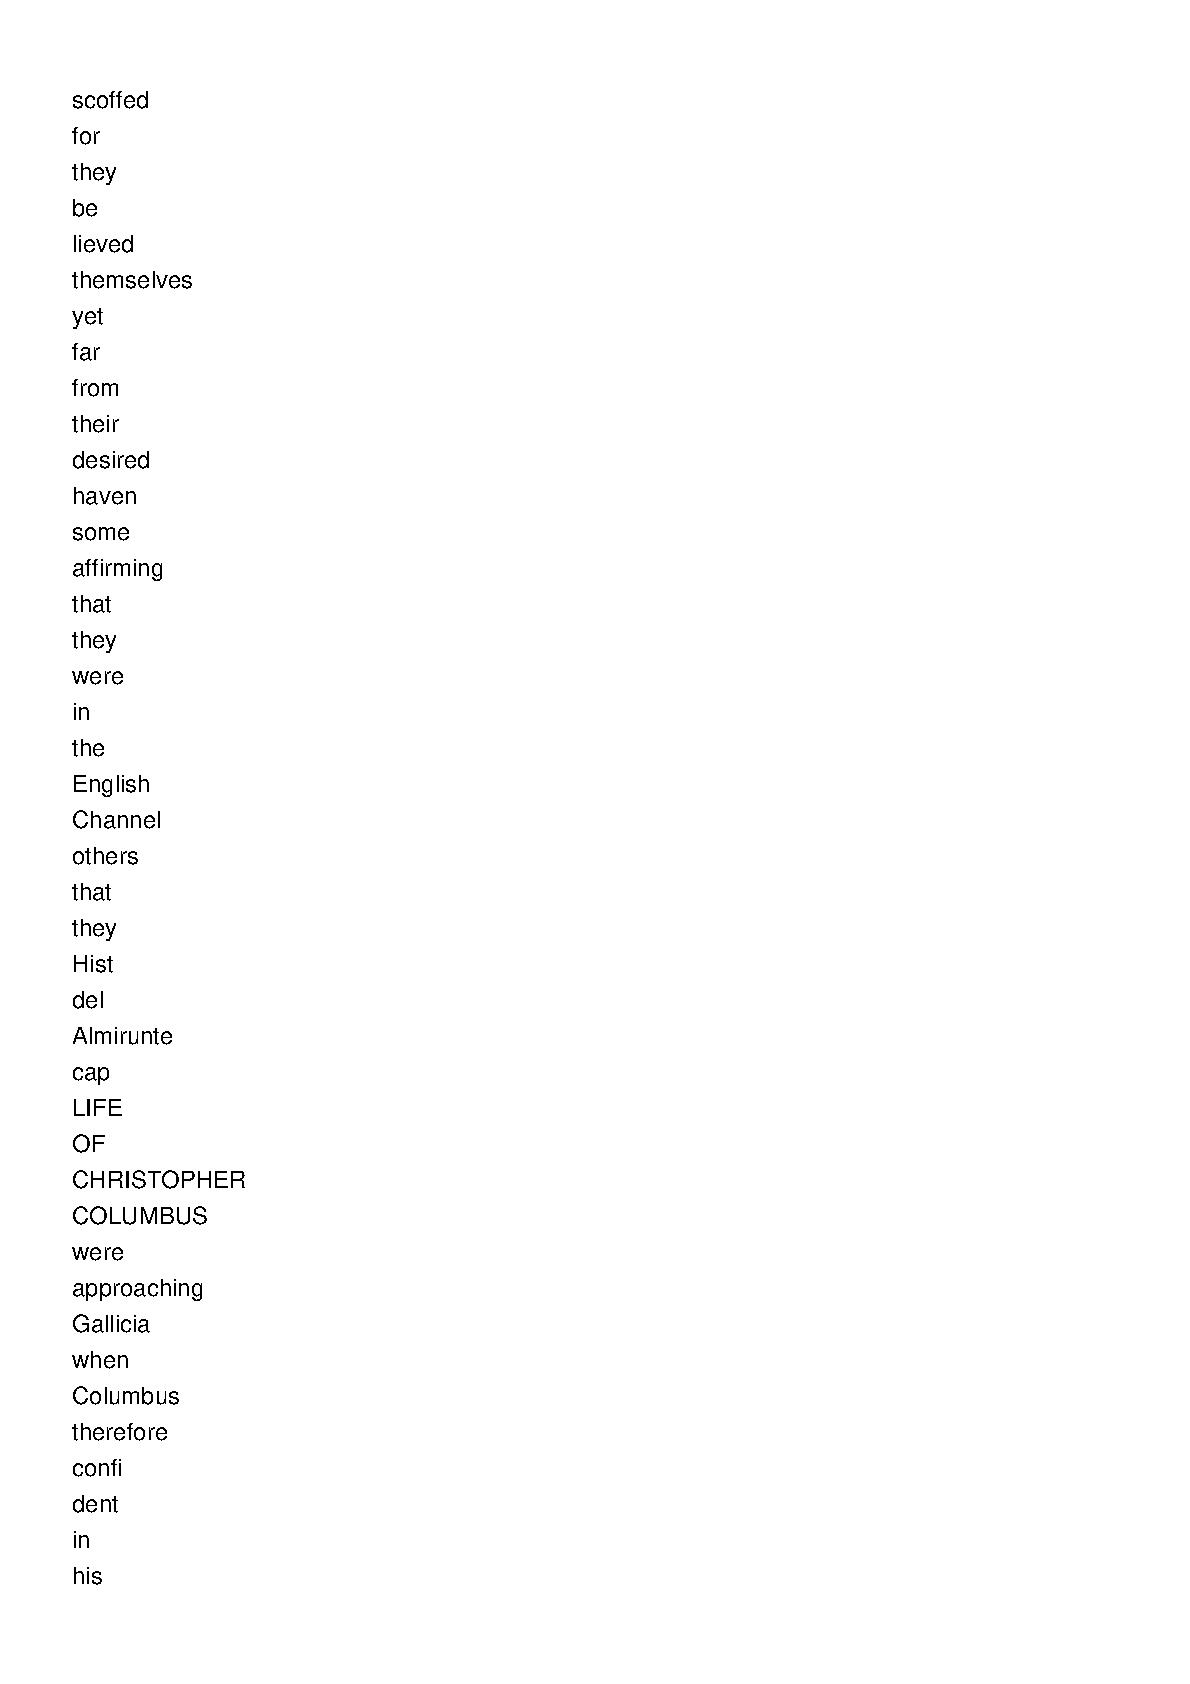 scoffed
for
they
be
lieved
themselves
yet
far
from
their
desired
haven
some
affirming
that
they
were
in
the
English
Channel
others
that
they
Hist
del
Almirunte
cap
LIFE
OF
CHRISTOPHER
COLUMBUS
were
approaching
Gallicia
when
Columbus
therefore
confi
dent
in
his